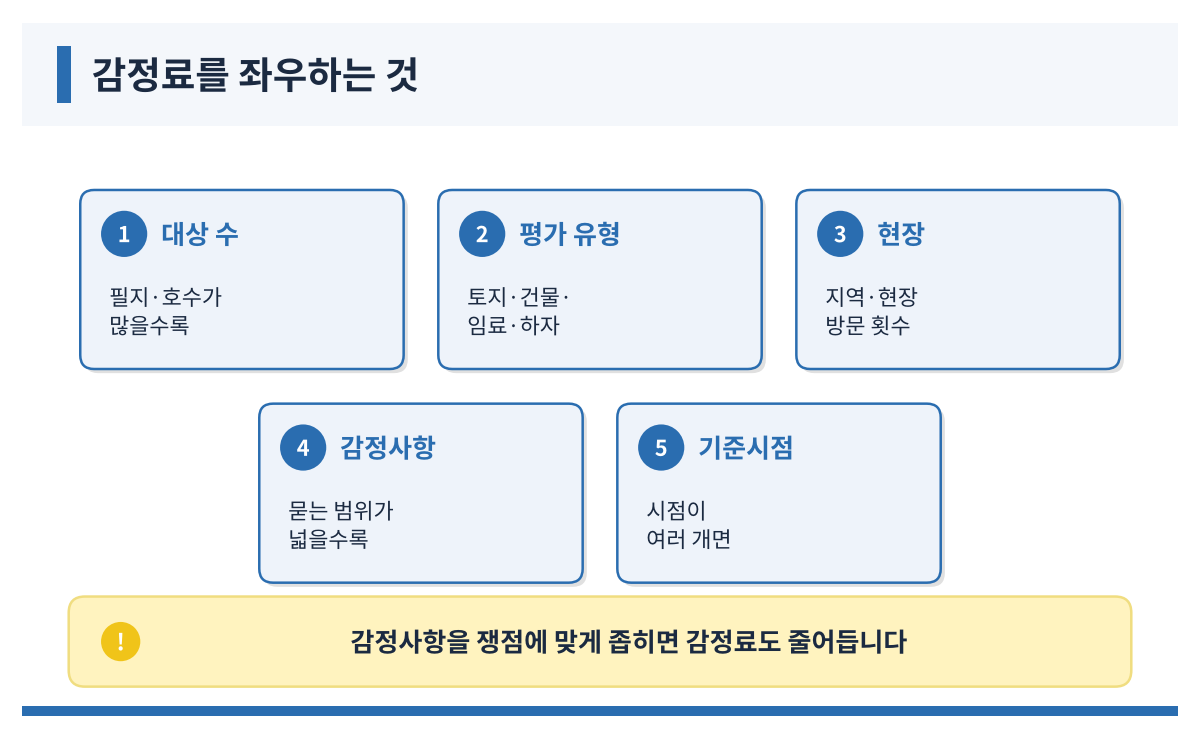 감정료를 좌우하는 것
1 대상 수
필지·호수가
많을수록
2 평가 유형
토지·건물·
임료·하자
3 현장
지역·현장
방문 횟수
4 감정사항
묻는 범위가
넓을수록
5 기준시점
시점이
여러 개면
! 감정사항을 쟁점에 맞게 좁히면 감정료도 줄어듭니다